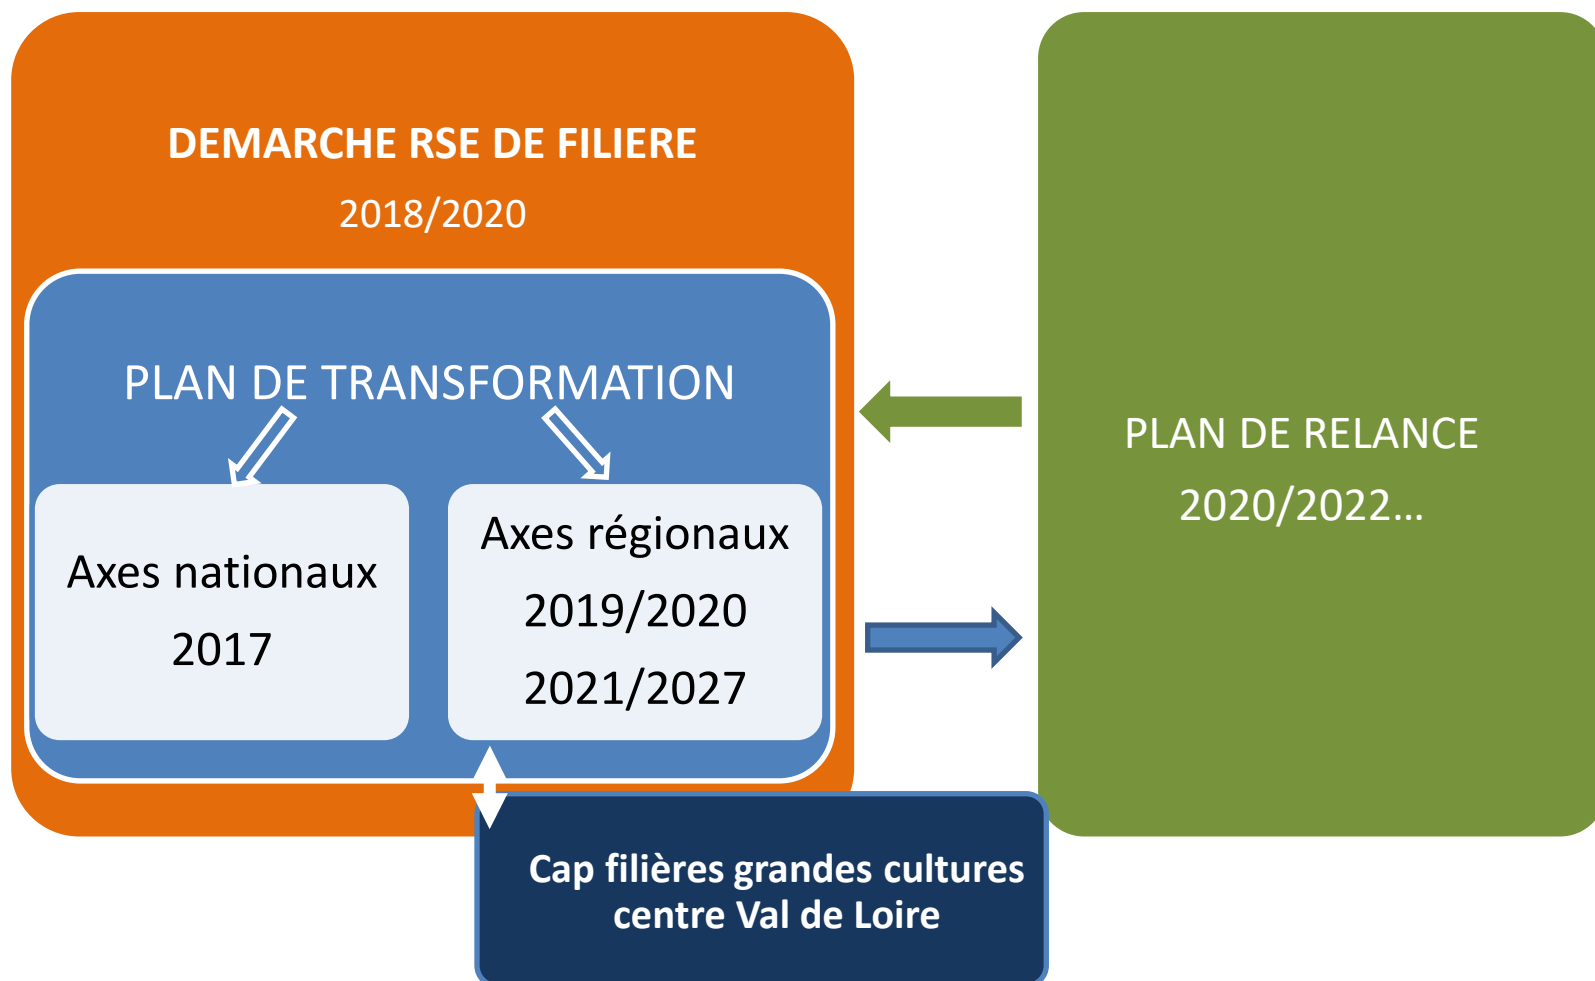 DEMARCHE RSE DE FILIERE
2018/2020
PLAN DE TRANSFORMATION
Axes nationaux
2017
Axes régionaux
2019/2020
2021/2027
PLAN DE RELANCE
2020/2022...
Cap filières grandes cultures
centre Val de Loire